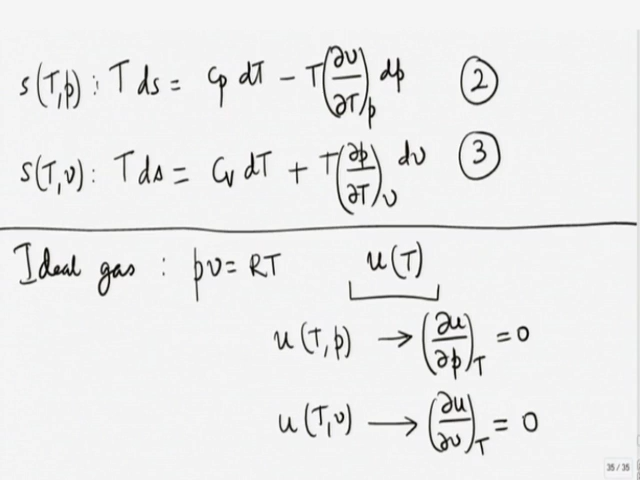 s(T,p) : T ds = cp dT − T(∂v/∂T)p dp ②
s(T,v) : T ds = cv dT + T(∂p/∂T)v dv ③
Ideal gas : pv = RT u(T)
u(T,p) → (∂u/∂p)T = 0
u(T,v) → (∂u/∂v)T = 0
35 / 35